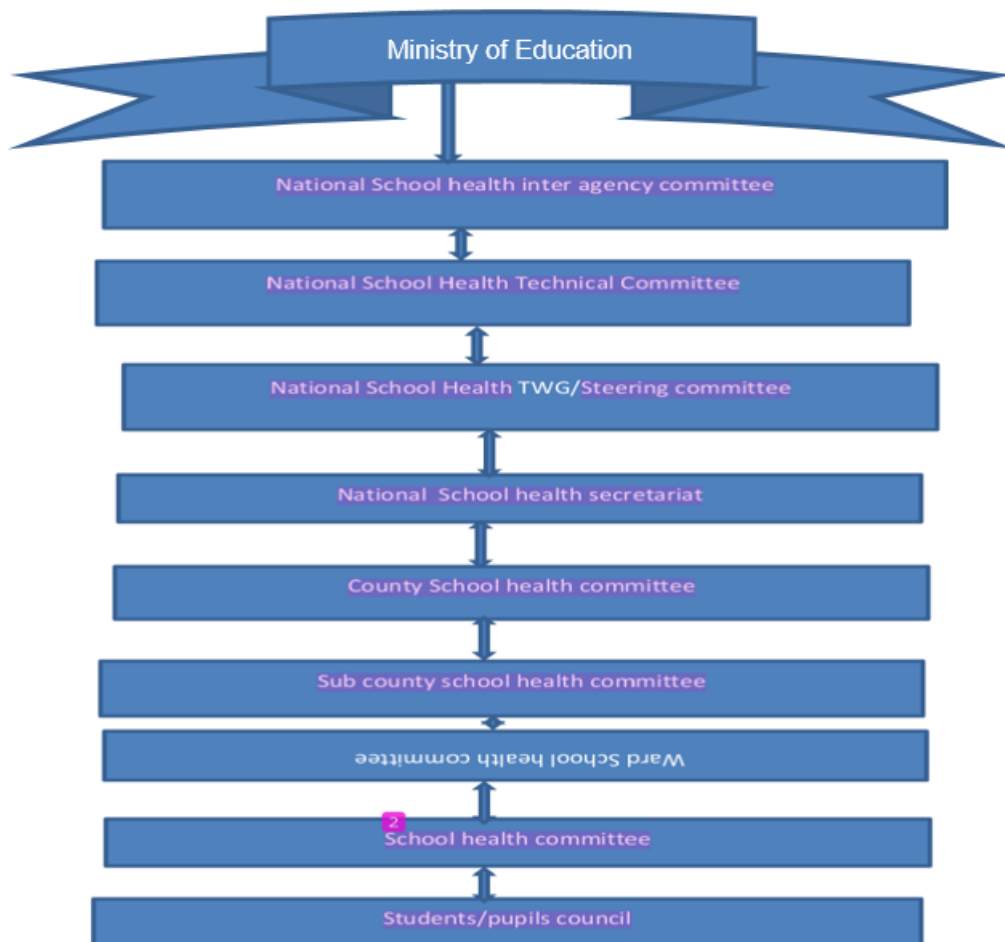 Ministry of Education
National School health inter agency committee
National School Health Technical Committee
National School Health TWG/Steering committee
National School health secretariat
County School health committee
Sub county school health committee
Ward School health committee
2
School health committee
Students/pupils council